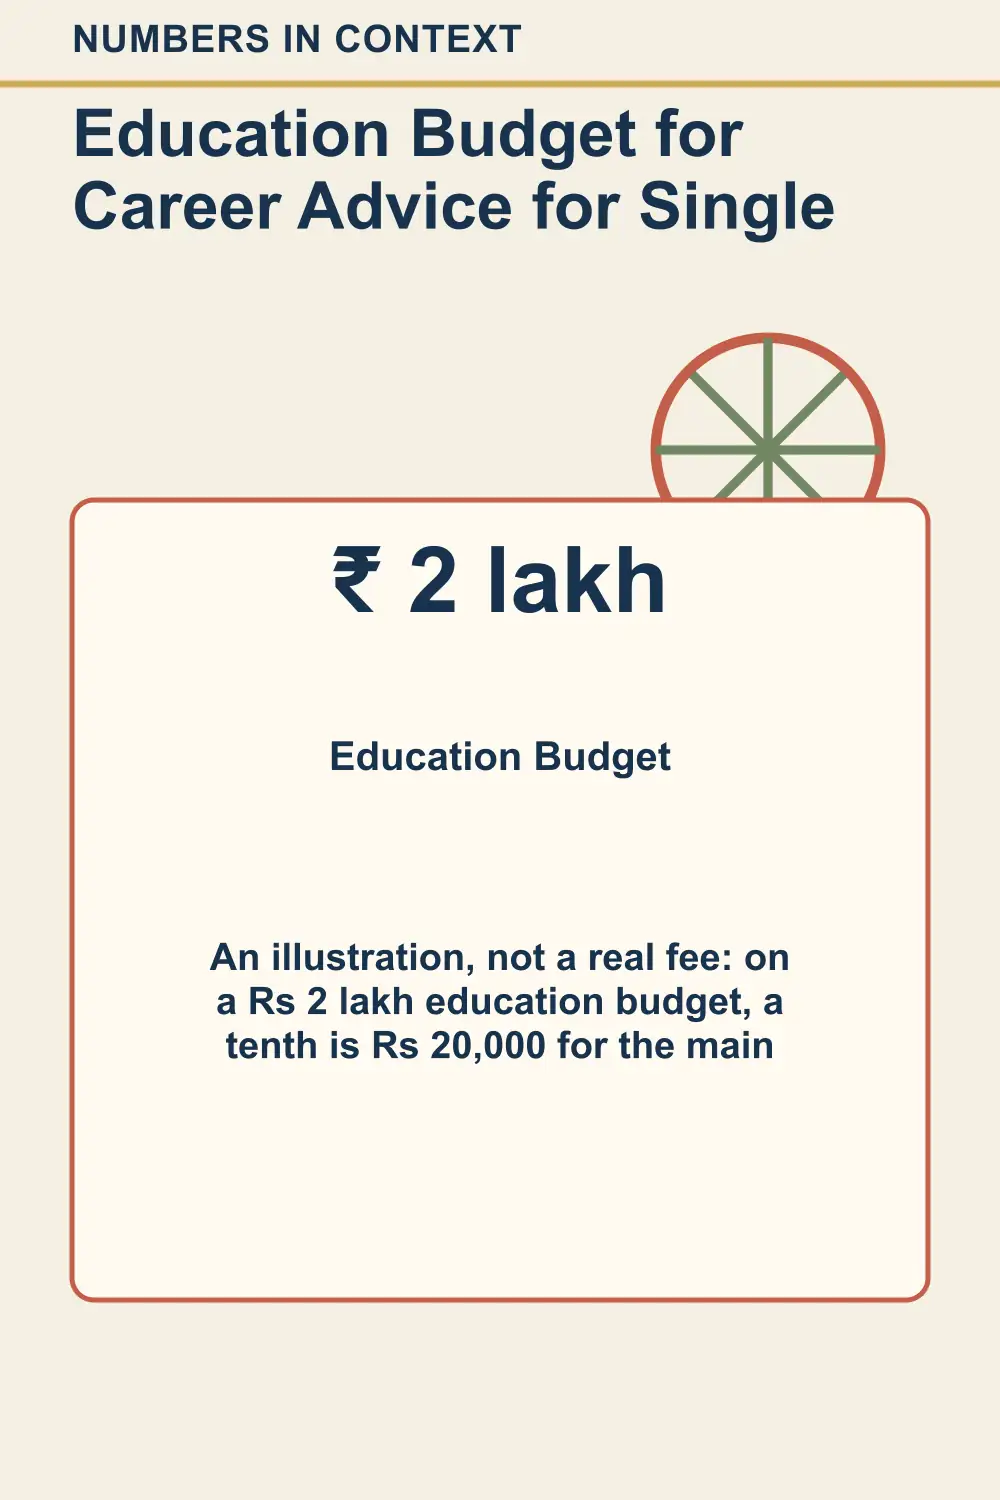 NUMBERS IN CONTEXT
Education Budget for
Career Advice for Single
₹ 2 lakh
Education Budget
An illustration, not a real fee: on
a Rs 2 lakh education budget, a
tenth is Rs 20,000 for the main